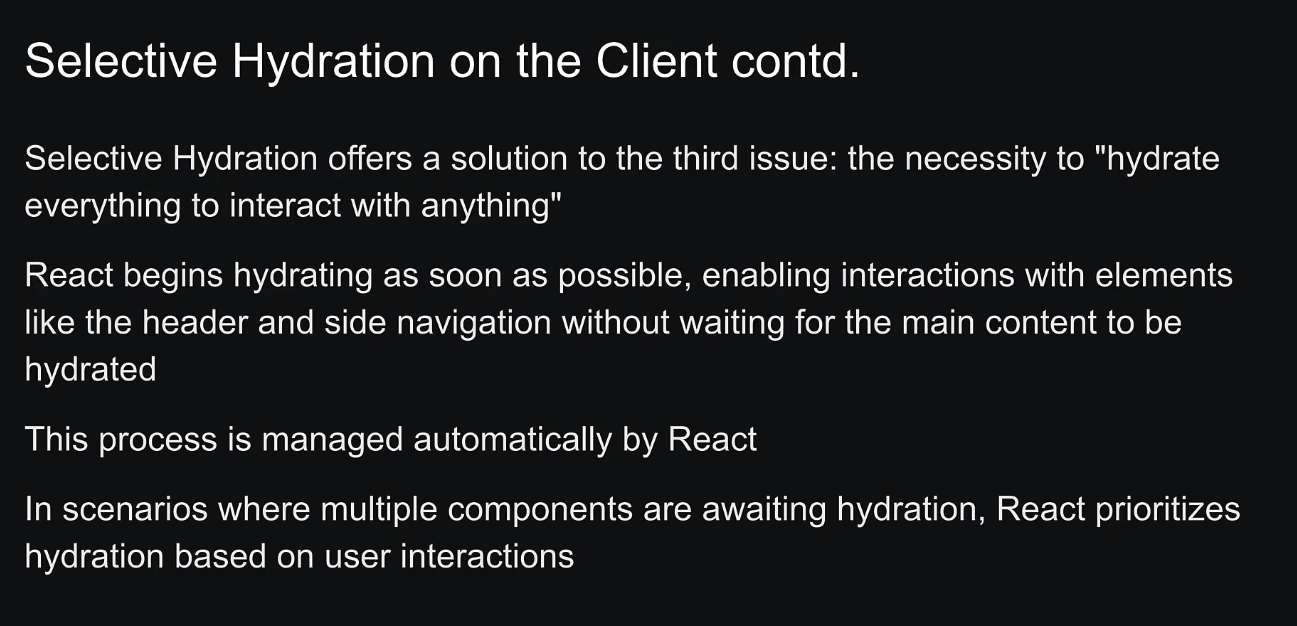 Selective Hydration on the Client contd.
Selective Hydration offers a solution to the third issue: the necessity to "hydrate
everything to interact with anything"
React begins hydrating as soon as possible, enabling interactions with elements
like the header and side navigation without waiting for the main content to be
hydrated
This process is managed automatically by React
In scenarios where multiple components are awaiting hydration, React prioritizes
hydration based on user interactions